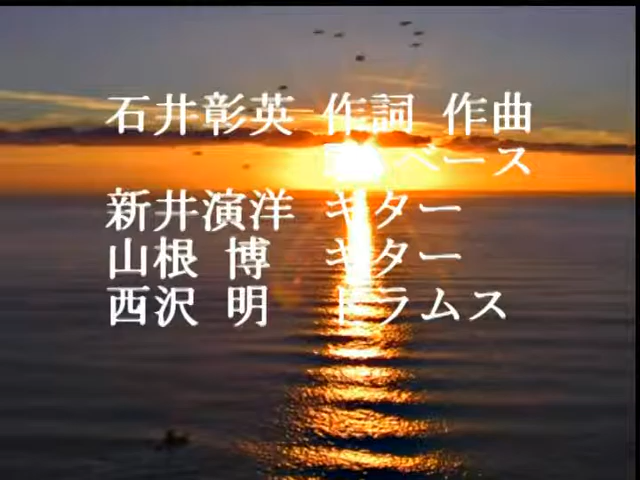 石井彰英 作詞 作曲
ベース
新井演洋 ギター
山根 博 ギター
西沢 明 ドラムス